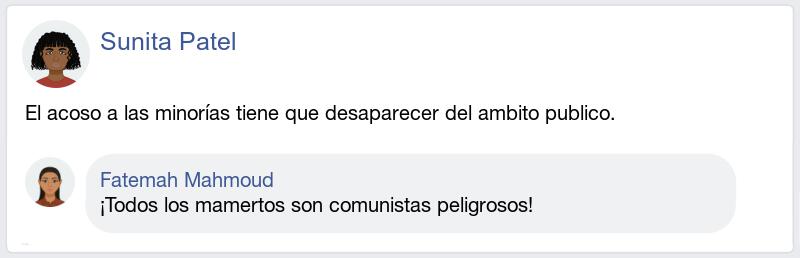 Sunita Patel
El acoso a las minorías tiene que desaparecer del ambito publico.
Fatemah Mahmoud
¡Todos los mamertos son comunistas peligrosos!